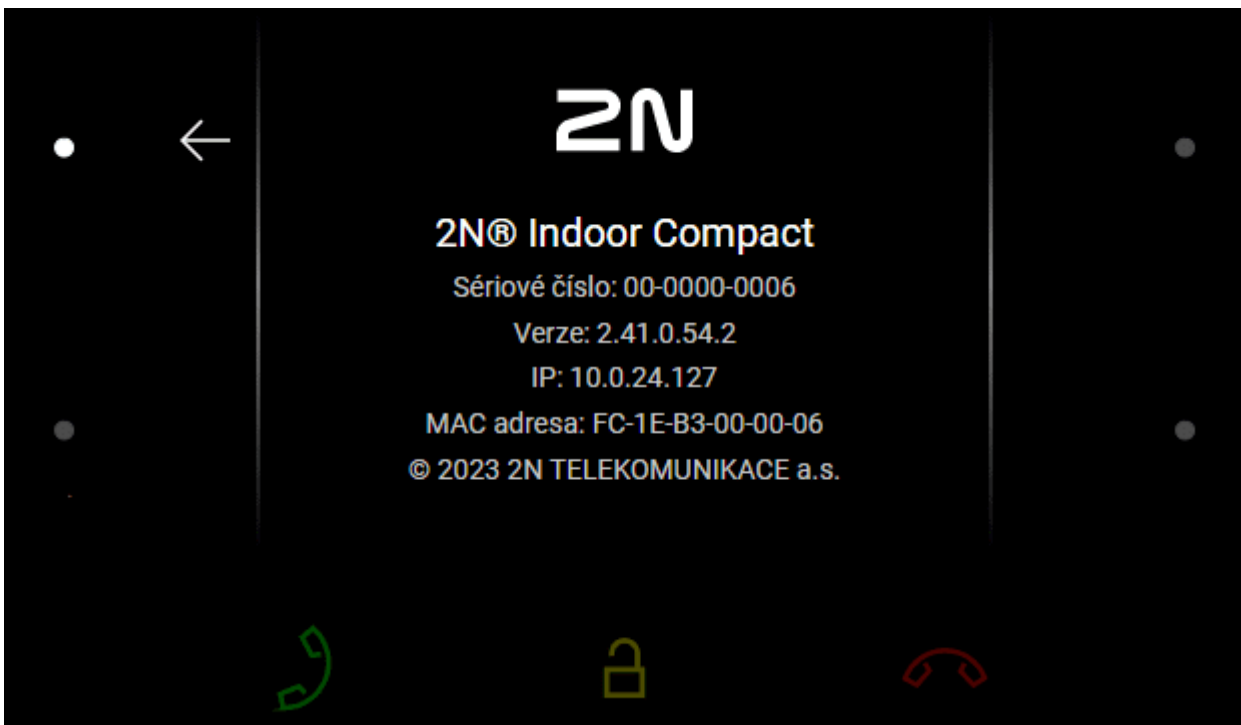 2N
2N® Indoor Compact
Sériové číslo: 00-0000-0006
Verze: 2.41.0.54.2
IP: 10.0.24.127
MAC adresa: FC-1E-B3-00-00-06
© 2023 2N TELEKOMUNIKACE a.s.